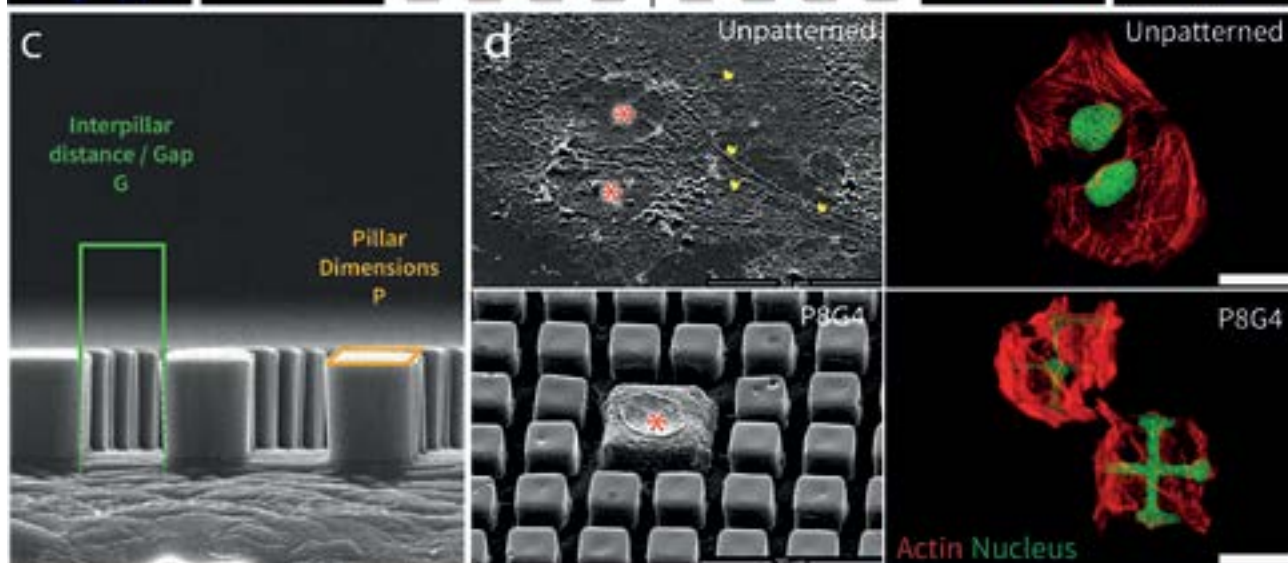 c
Interpillar
distance / Gap
G
Pillar
Dimensions
P
d
Unpatterned
P8G4
Unpatterned
P8G4
Actin Nucleus